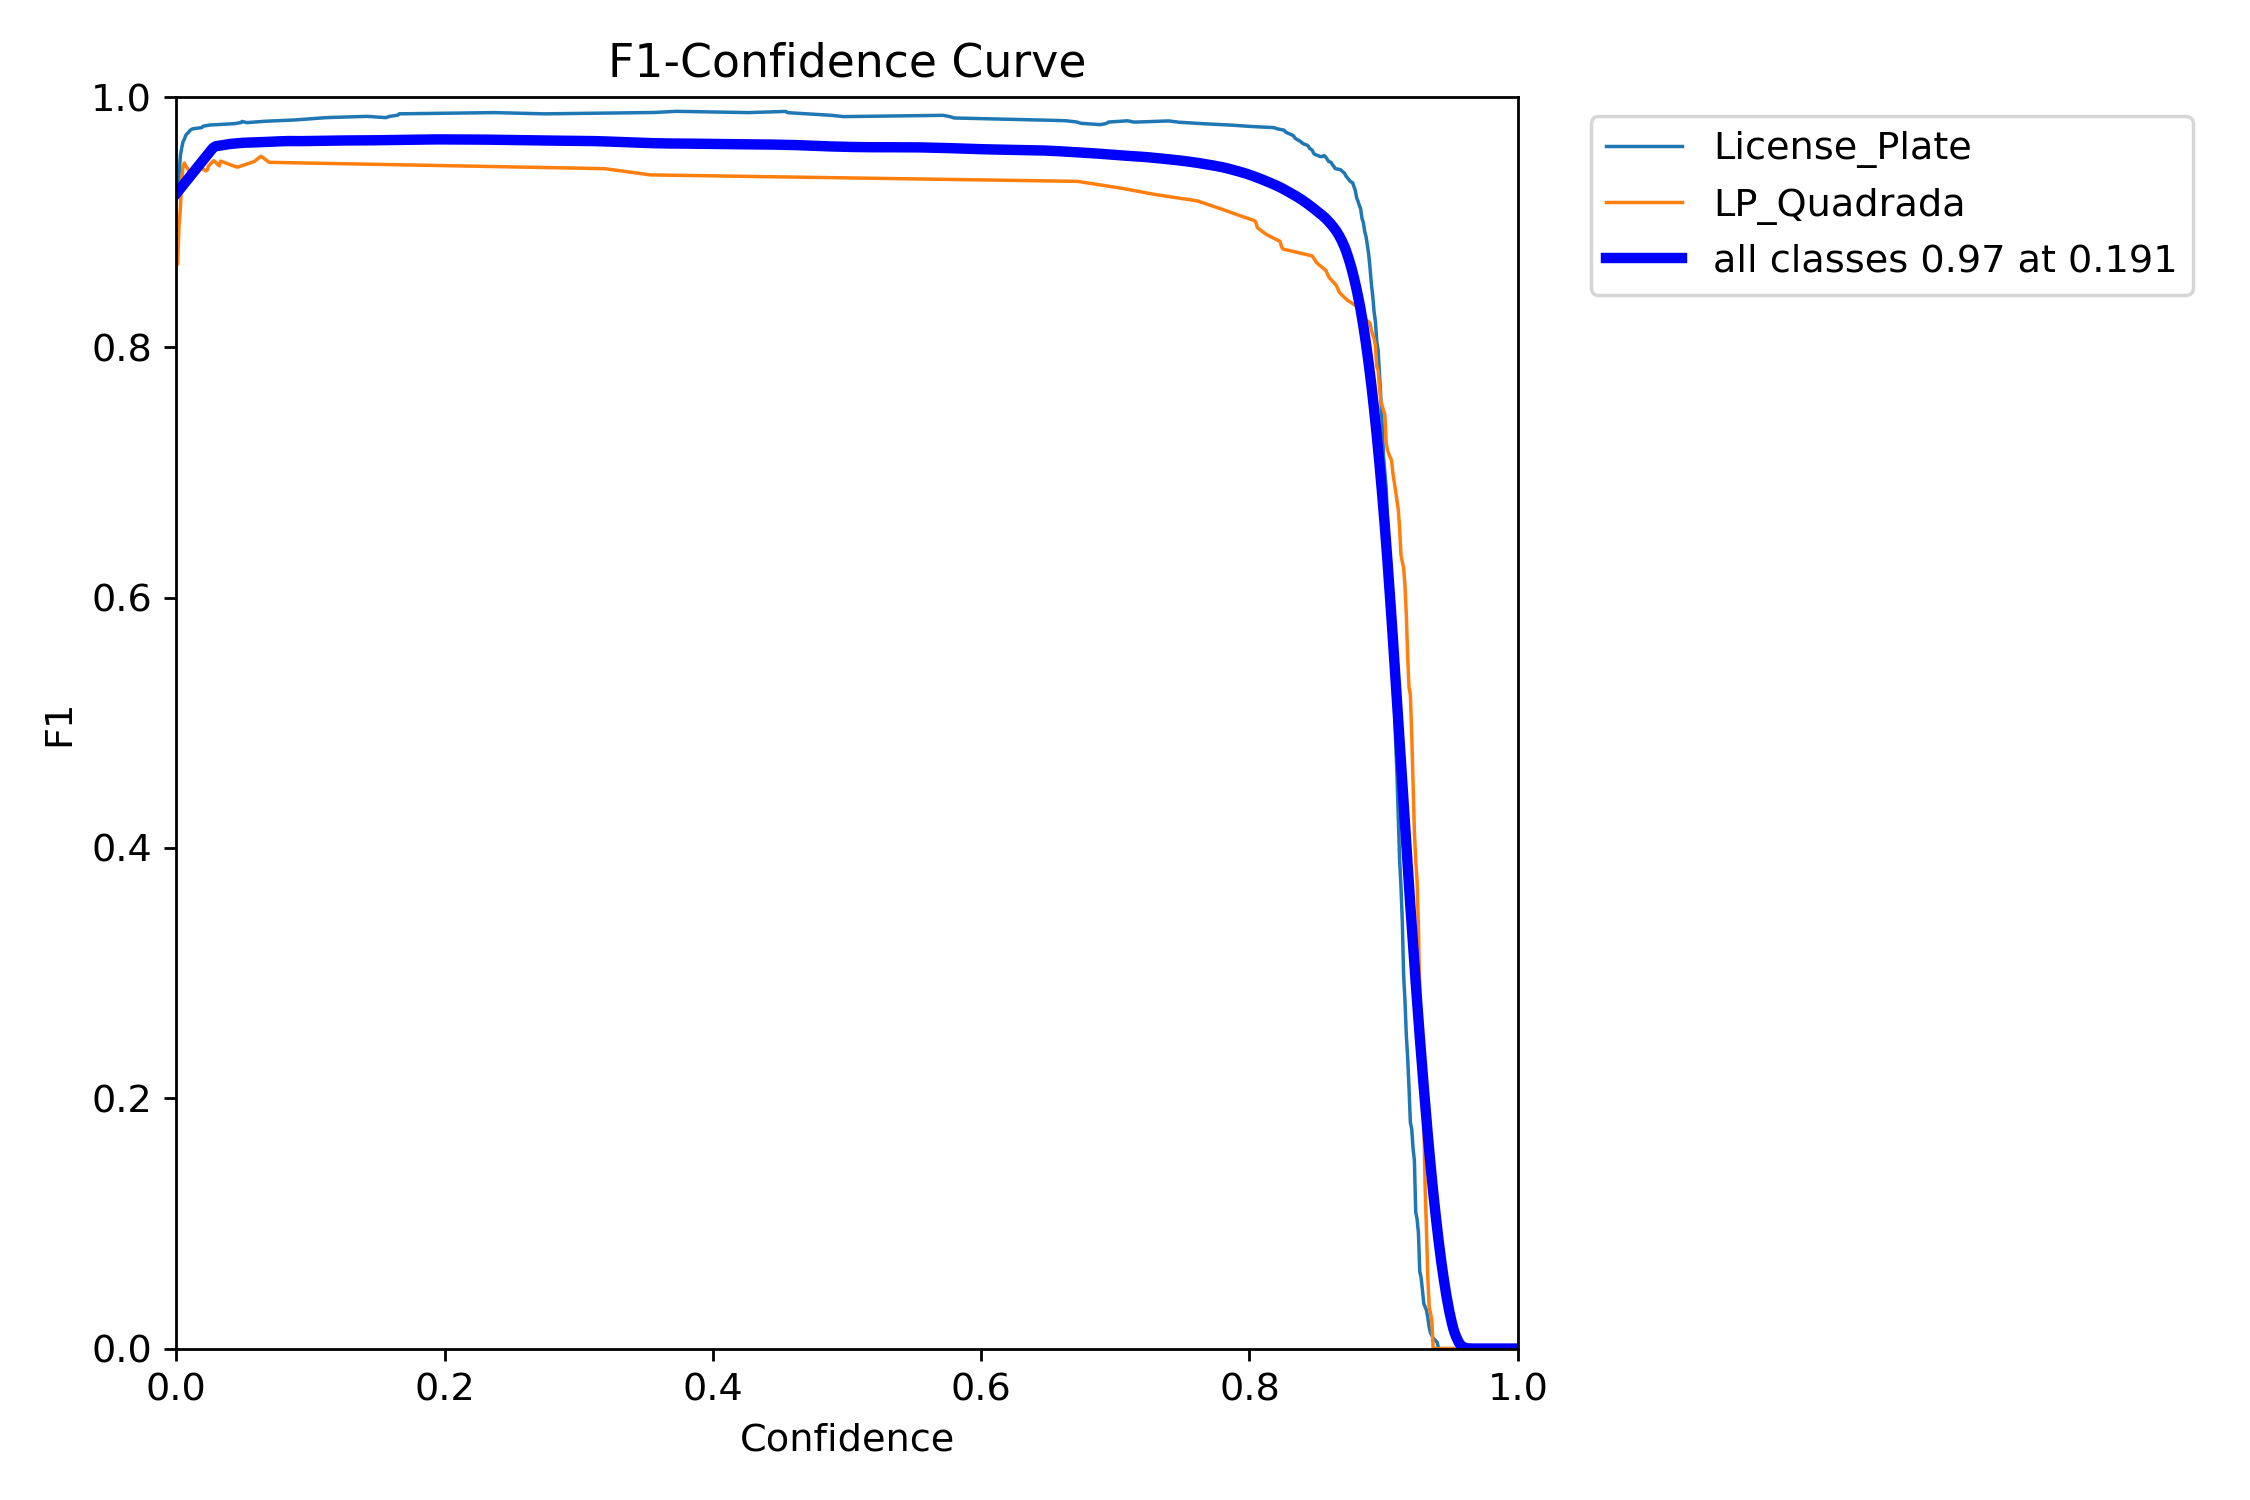 F1-Confidence Curve
1.0
0.8
0.6
0.4
0.2
0.0
F1
0.0 0.2 0.4 0.6 0.8 1.0
Confidence
License_Plate
LP_Quadrada
all classes 0.97 at 0.191